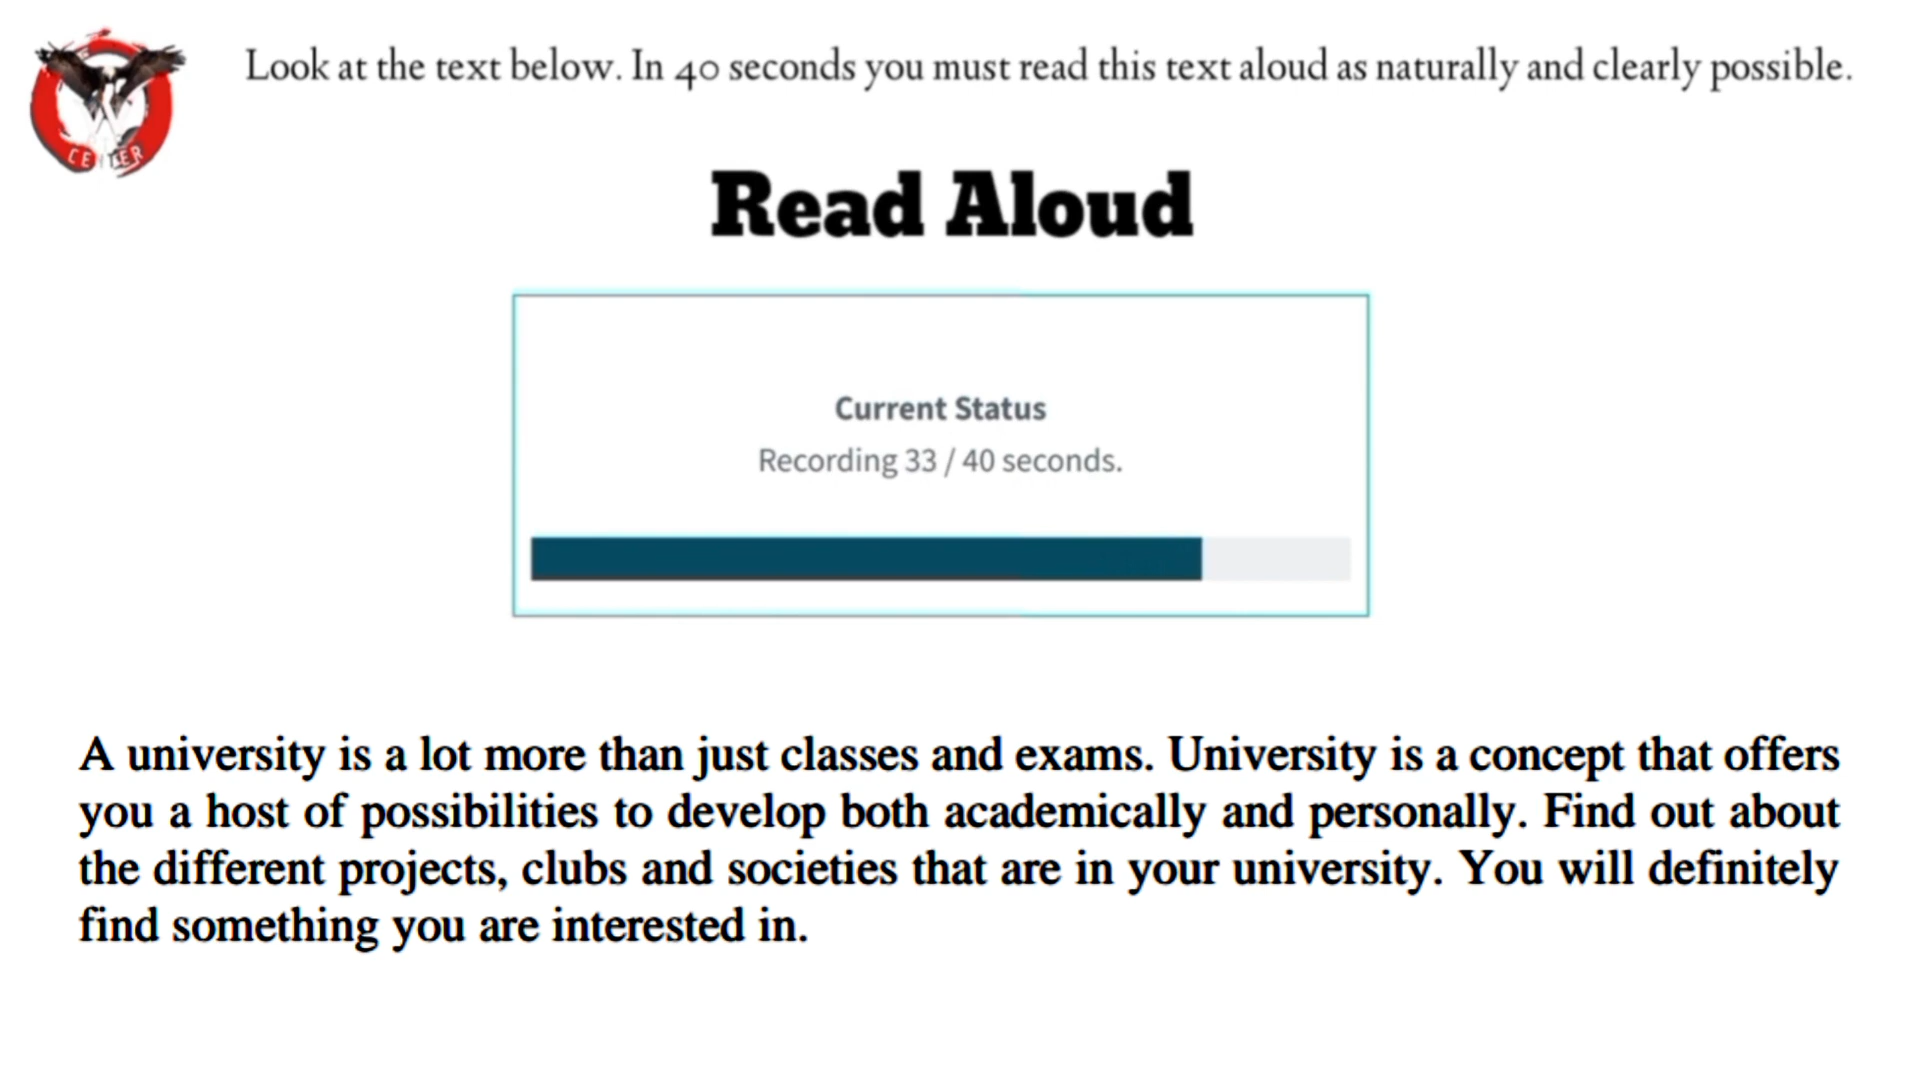 Look at the text below. In 40 seconds you must read this text aloud as naturally and clearly possible.
CENTER
Read Aloud
Current Status
Recording 33 / 40 seconds.
A university is a lot more than just classes and exams. University is a concept that offers
you a host of possibilities to develop both academically and personally. Find out about
the different projects, clubs and societies that are in your university. You will definitely
find something you are interested in.